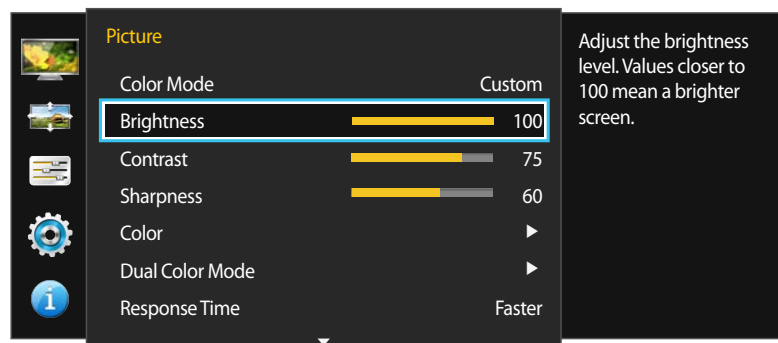 Picture
Color Mode Custom
Brightness 100
Contrast 75
Sharpness 60
Color
Dual Color Mode
Response Time Faster
Adjust the brightness
level. Values closer to
100 mean a brighter
screen.
i